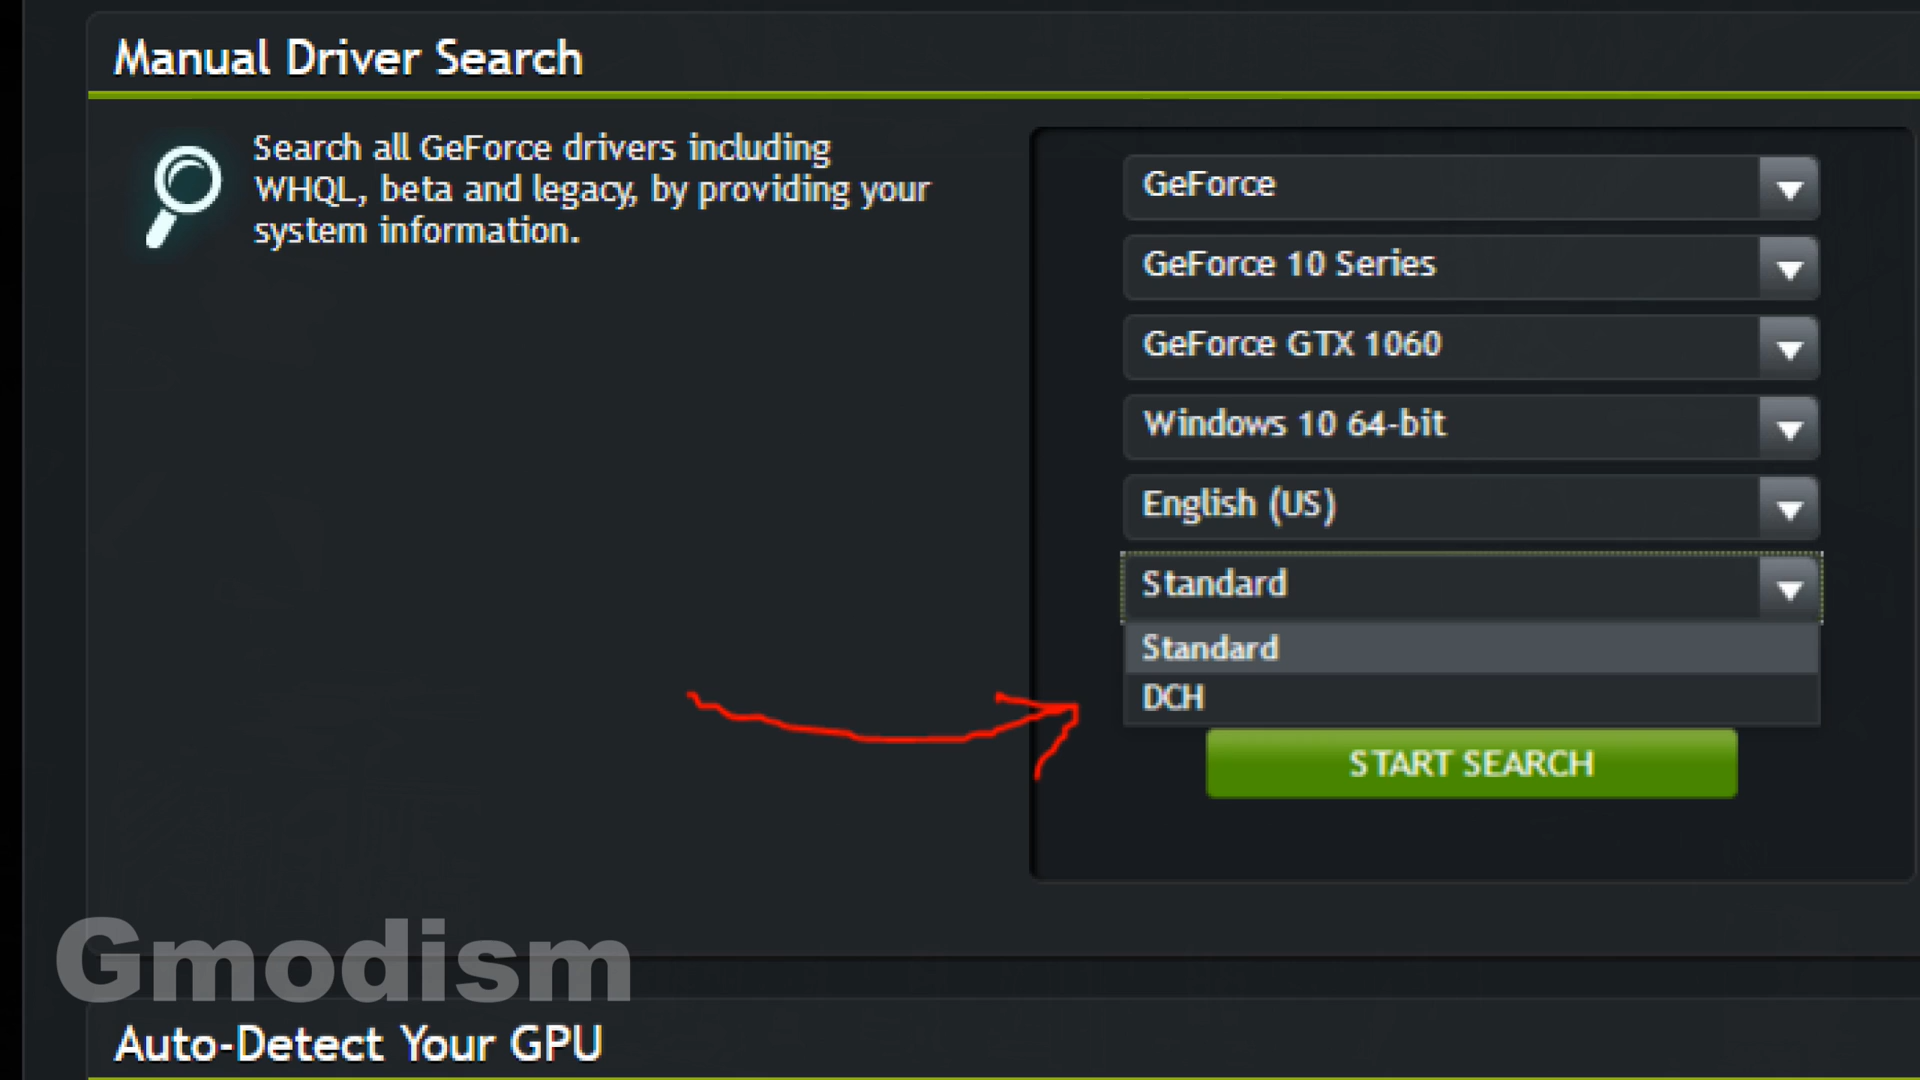 Manual Driver Search
Search all GeForce drivers including
WHQL, beta and legacy, by providing your
system information.
GeForce
GeForce 10 Series
GeForce GTX 1060
Windows 10 64-bit
English (US)
Standard
Standard
DCH
START SEARCH
Gmodism
Auto-Detect Your GPU